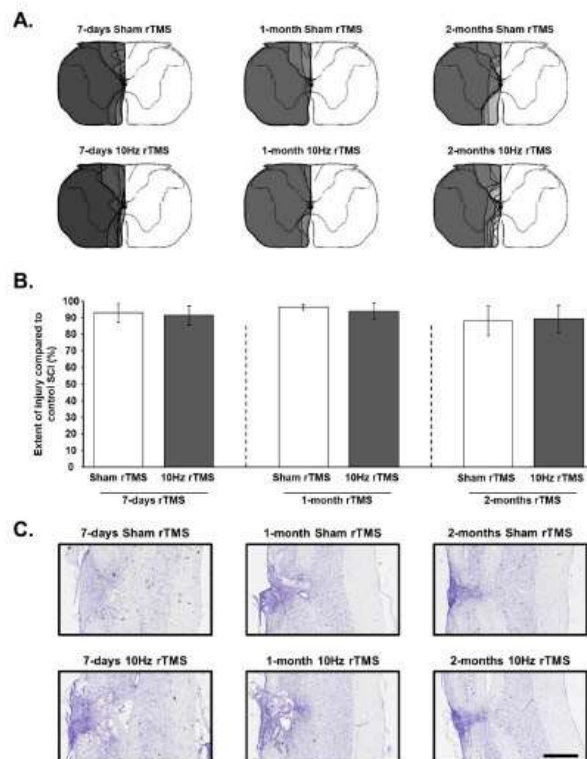 A.
7-days Sham rTMS 1-month Sham rTMS 2-months Sham rTMS
7-days 10Hz rTMS 1-month 10Hz rTMS 2-months 10Hz rTMS
B.
Extent of injury compared to
control SCI (%)
100
90
80
70
60
50
40
30
20
10
0
Sham rTMS 10Hz rTMS Sham rTMS 10Hz rTMS Sham rTMS 10Hz rTMS
7-days rTMS 1-month rTMS 2-months rTMS
C.
7-days Sham rTMS 1-month Sham rTMS 2-months Sham rTMS
7-days 10Hz rTMS 1-month 10Hz rTMS 2-months 10Hz rTMS